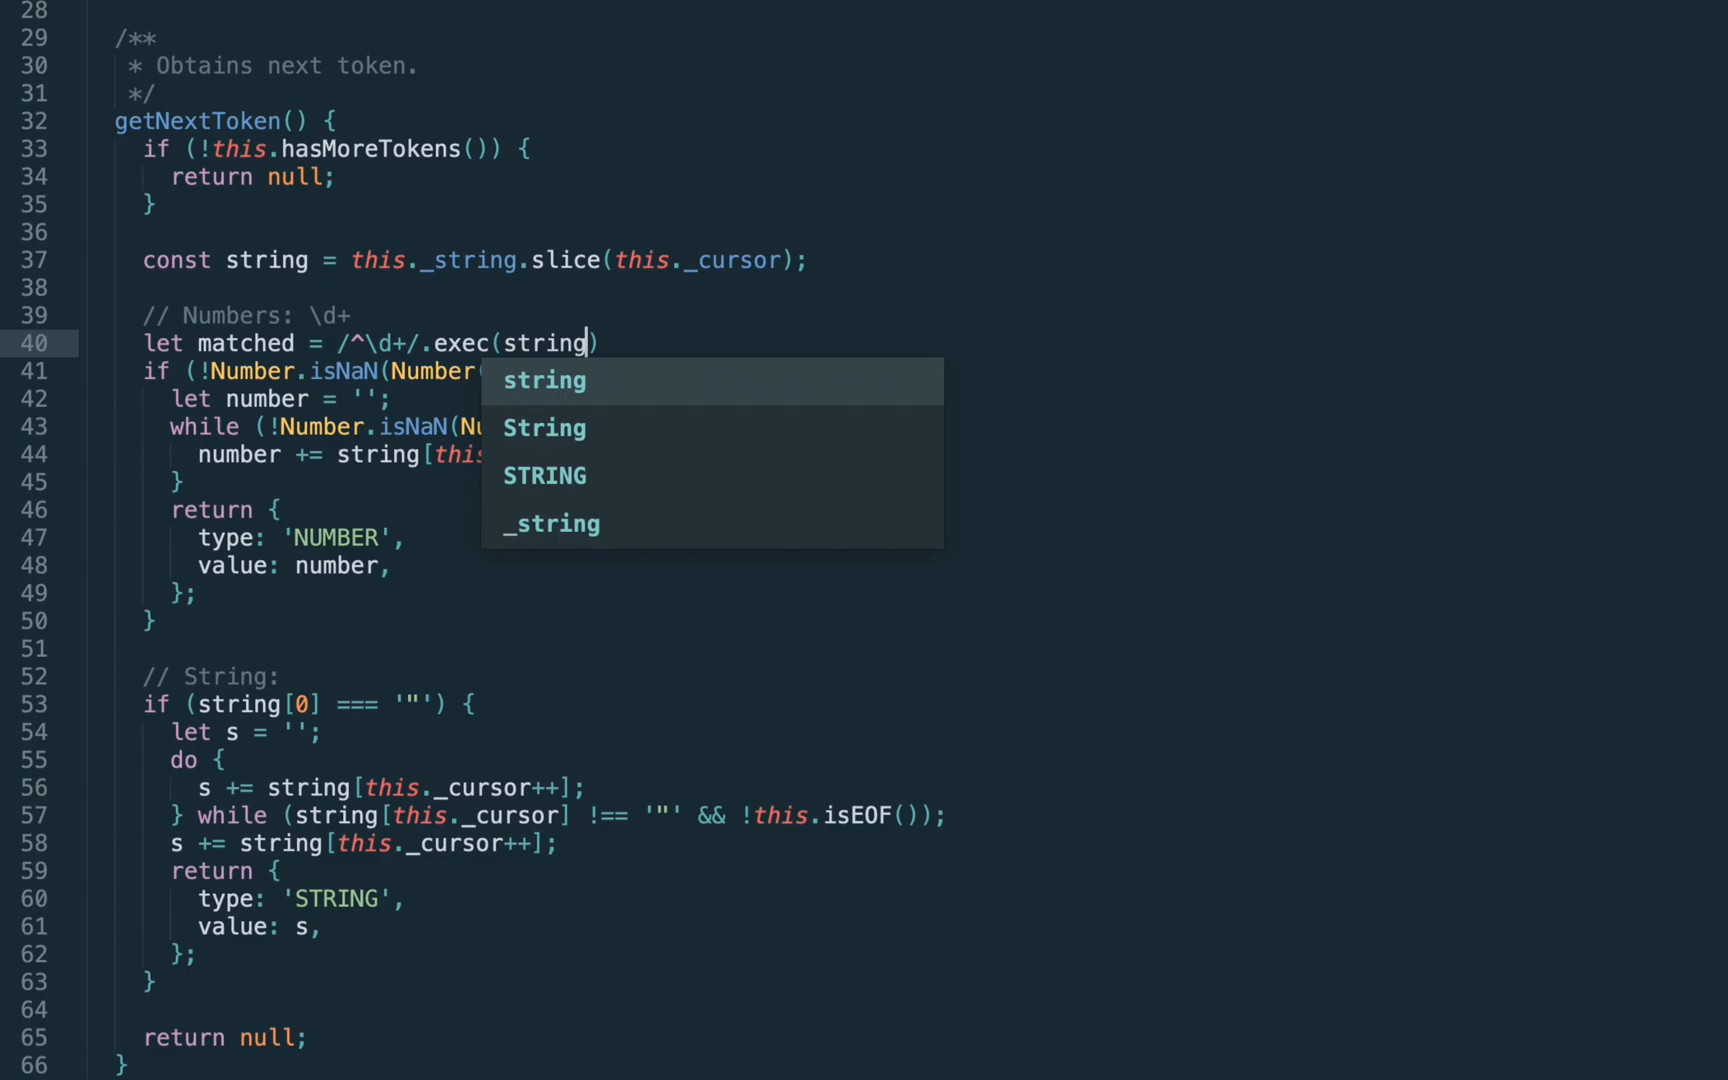 28
29 /**
30 * Obtains next token.
31 */
32 getNextToken() {
33 if (!this.hasMoreTokens()) {
34 return null;
35 }
36
37 const string = this._string.slice(this._cursor);
38
39 // Numbers: \d+
40 let matched = /^\d+/.exec(string)
41 if (!Number.isNaN(Number(
string
42 let number = '';
String
43 while (!Number.isNaN(Nu
44 number += string[this
STRING
45 }
46 return {
_string
47 type: 'NUMBER',
48 value: number,
49 };
50 }
51
52 // String:
53 if (string[0] === '"') {
54 let s = '';
55 do {
56 s += string[this._cursor++];
57 } while (string[this._cursor] !== '"' && !this.isEOF());
58 s += string[this._cursor++];
59 return {
60 type: 'STRING',
61 value: s,
62 };
63 }
64
65 return null;
66 }